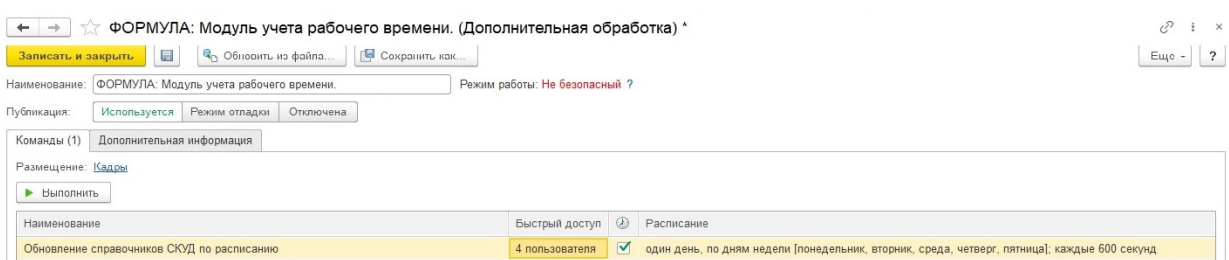 ФОРМУЛА: Модуль учета рабочего времени. (Дополнительная обработка) *
Записать и закрыть Обновить из файла... Сохранить как... Еще ?
Наименование: ФОРМУЛА: Модуль учета рабочего времени. Режим работы: Не безопасный ?
Публикация: Используется Режим отладки Отключена
Команды (1) Дополнительная информация
Размещение: Кадры
Выполнить
Наименование Быстрый доступ Расписание
Обновление справочников СКУД по расписанию 4 пользователя один день, по дням недели [понедельник, вторник, среда, четверг, пятница]; каждые 600 секунд